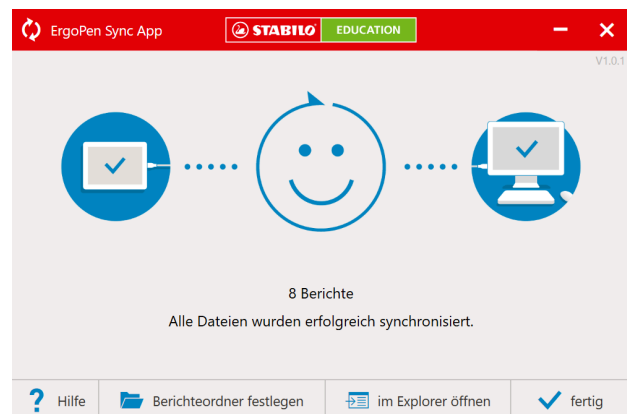 ErgoPen Sync App STABILO EDUCATION
V1.0.1
8 Berichte
Alle Dateien wurden erfolgreich synchronisiert.
? Hilfe Berichteordner festlegen im Explorer öffnen fertig